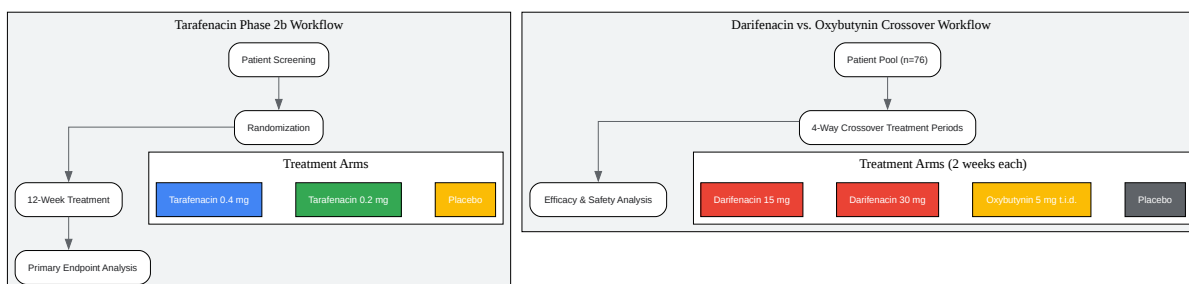 Tarafenacin Phase 2b Workflow
Patient Screening
Randomization
Treatment Arms
12-Week Treatment
Tarafenacin 0.4 mg
Tarafenacin 0.2 mg
Placebo
Primary Endpoint Analysis
Darifenacin vs. Oxybutynin Crossover Workflow
Patient Pool (n=76)
4-Way Crossover Treatment Periods
Treatment Arms (2 weeks each)
Efficacy & Safety Analysis
Darifenacin 15 mg
Darifenacin 30 mg
Oxybutynin 5 mg t.i.d.
Placebo